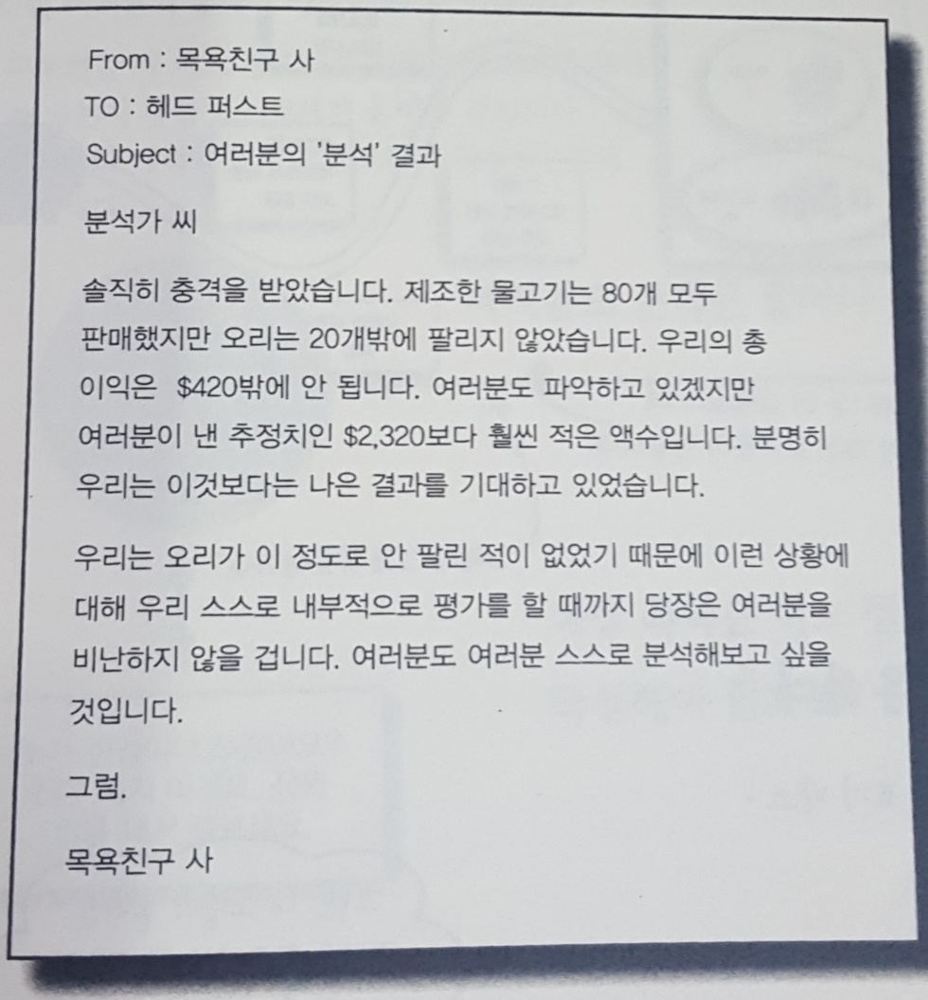 From : 목욕친구 사
TO : 헤드 퍼스트
Subject : 여러분의 '분석' 결과
분석가 씨
솔직히 충격을 받았습니다. 제조한 물고기는 80개 모두
판매했지만 오리는 20개밖에 팔리지 않았습니다. 우리의 총
이익은 $420밖에 안 됩니다. 여러분도 파악하고 있겠지만
여러분이 낸 추정치인 $2,320보다 훨씬 적은 액수입니다. 분명히
우리는 이것보다는 나은 결과를 기대하고 있었습니다.
우리는 오리가 이 정도로 안 팔린 적이 없었기 때문에 이런 상황에
대해 우리 스스로 내부적으로 평가를 할 때까지 당장은 여러분을
비난하지 않을 겁니다. 여러분도 여러분 스스로 분석해보고 싶을
것입니다.
그럼.
목욕친구 사